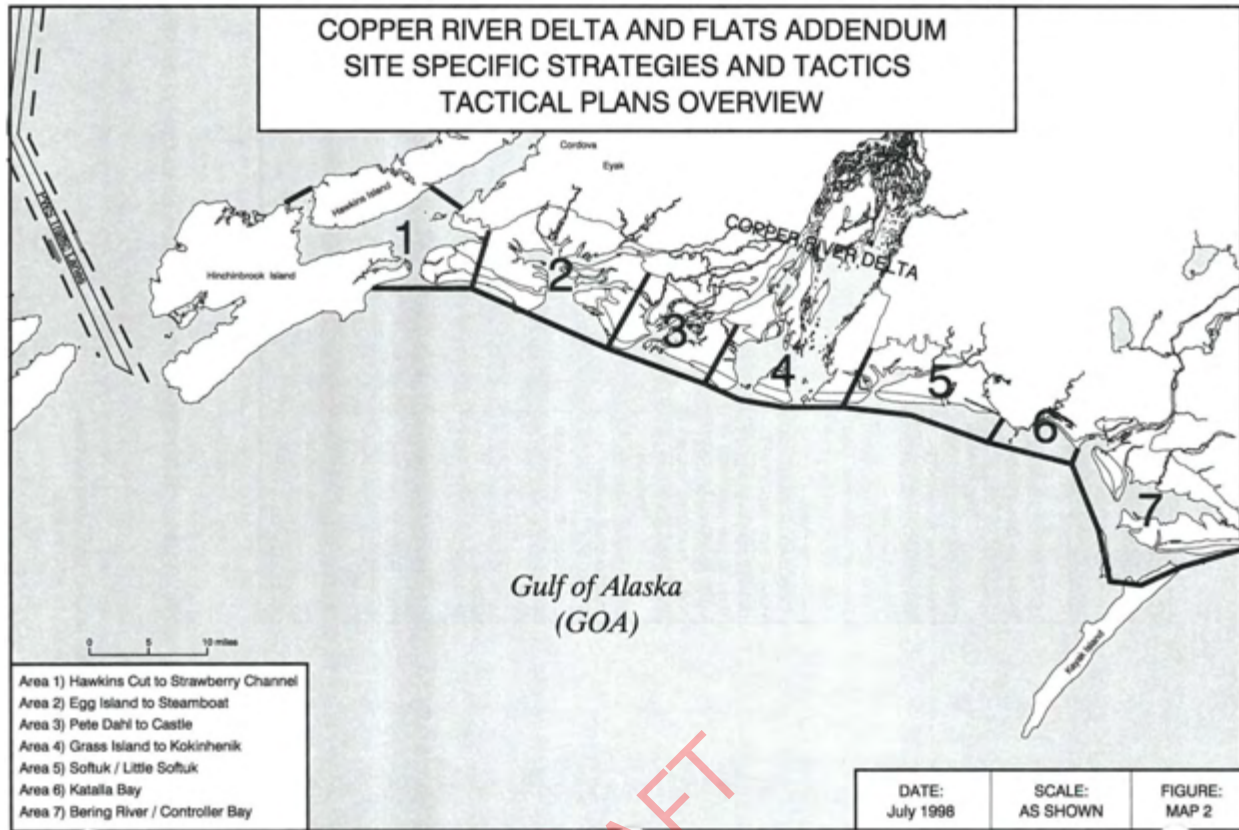 COPPER RIVER DELTA AND FLATS ADDENDUM
SITE SPECIFIC STRATEGIES AND TACTICS
TACTICAL PLANS OVERVIEW
Cordova
Eyak
Hawkins Island
COPPER RIVER DELTA
1
2
3
4
5
6
7
Hinchinbrook Island
Gulf of Alaska
(GOA)
Kayak Island
0 5 10 miles
Area 1) Hawkins Cut to Strawberry Channel
Area 2) Egg Island to Steamboat
Area 3) Pete Dahl to Castle
Area 4) Grass Island to Kokinhenik
Area 5) Softuk / Little Softuk
Area 6) Katalla Bay
Area 7) Bering River / Controller Bay
DATE:
July 1998
SCALE:
AS SHOWN
FIGURE:
MAP 2